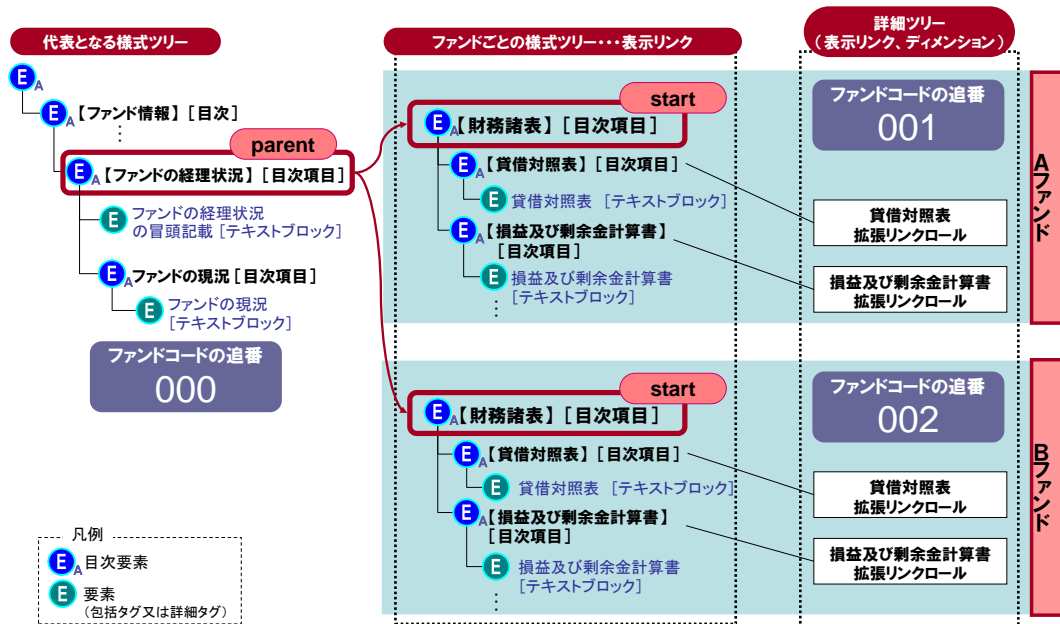 代表となる様式ツリー
E
A
E
A
【ファンド情報】 [目次]
⋮
parent
E
A
【ファンドの経理状況】 [目次項目]
E
ファンドの経理状況
の冒頭記載 [テキストブロック]
E
A
ファンドの現況 [目次項目]
E
ファンドの現況
[テキストブロック]
ファンドコードの追番
000
凡例
E
A
目次要素
E
要素
(包括タグ又は詳細タグ)
ファンドごとの様式ツリー・・・表示リンク
start
E
A
【財務諸表】 [目次項目]
E
A
【貸借対照表】 [目次項目]
E
貸借対照表 [テキストブロック]
E
A
【損益及び剰余金計算書】
[目次項目]
E
損益及び剰余金計算書
[テキストブロック]
⋮
start
E
A
【財務諸表】 [目次項目]
E
A
【貸借対照表】 [目次項目]
E
貸借対照表 [テキストブロック]
E
A
【損益及び剰余金計算書】
[目次項目]
E
損益及び剰余金計算書
[テキストブロック]
⋮
詳細ツリー
(表示リンク、ディメンション)
ファンドコードの追番
001
貸借対照表
拡張リンクロール
損益及び剰余金計算書
拡張リンクロール
Aファンド
ファンドコードの追番
002
貸借対照表
拡張リンクロール
損益及び剰余金計算書
拡張リンクロール
Bファンド